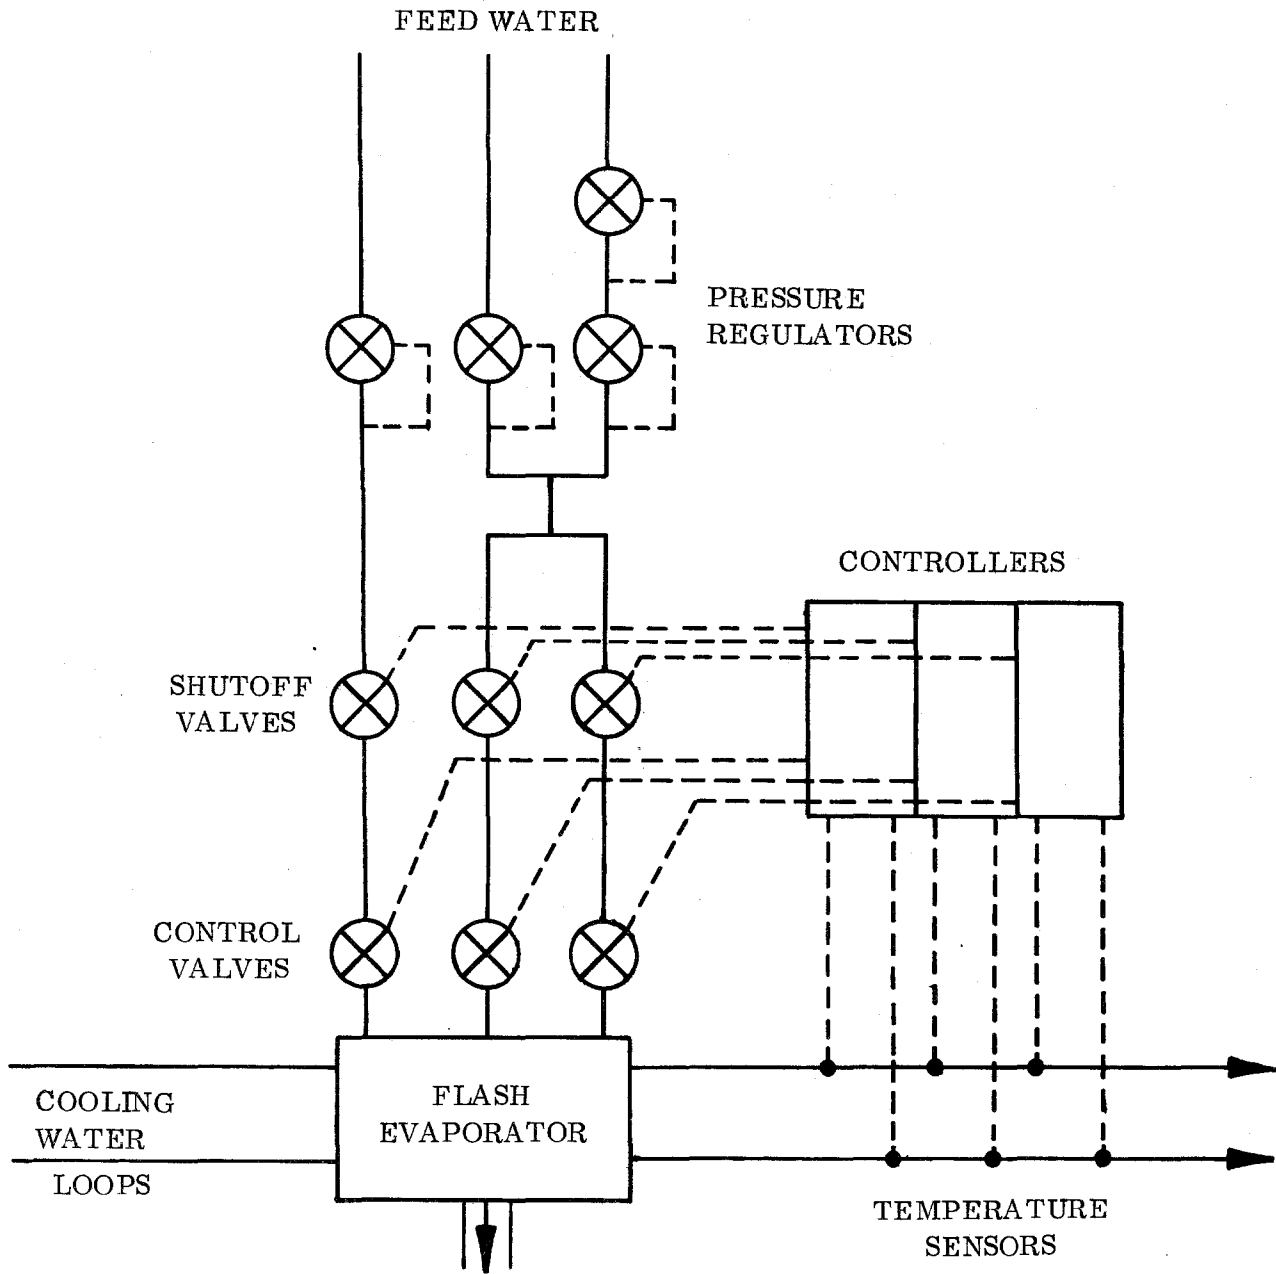 FEED WATER
PRESSURE
REGULATORS
CONTROLLERS
SHUTOFF
VALVES
CONTROL
VALVES
FLASH
EVAPORATOR
COOLING
WATER
LOOPS
TEMPERATURE
SENSORS